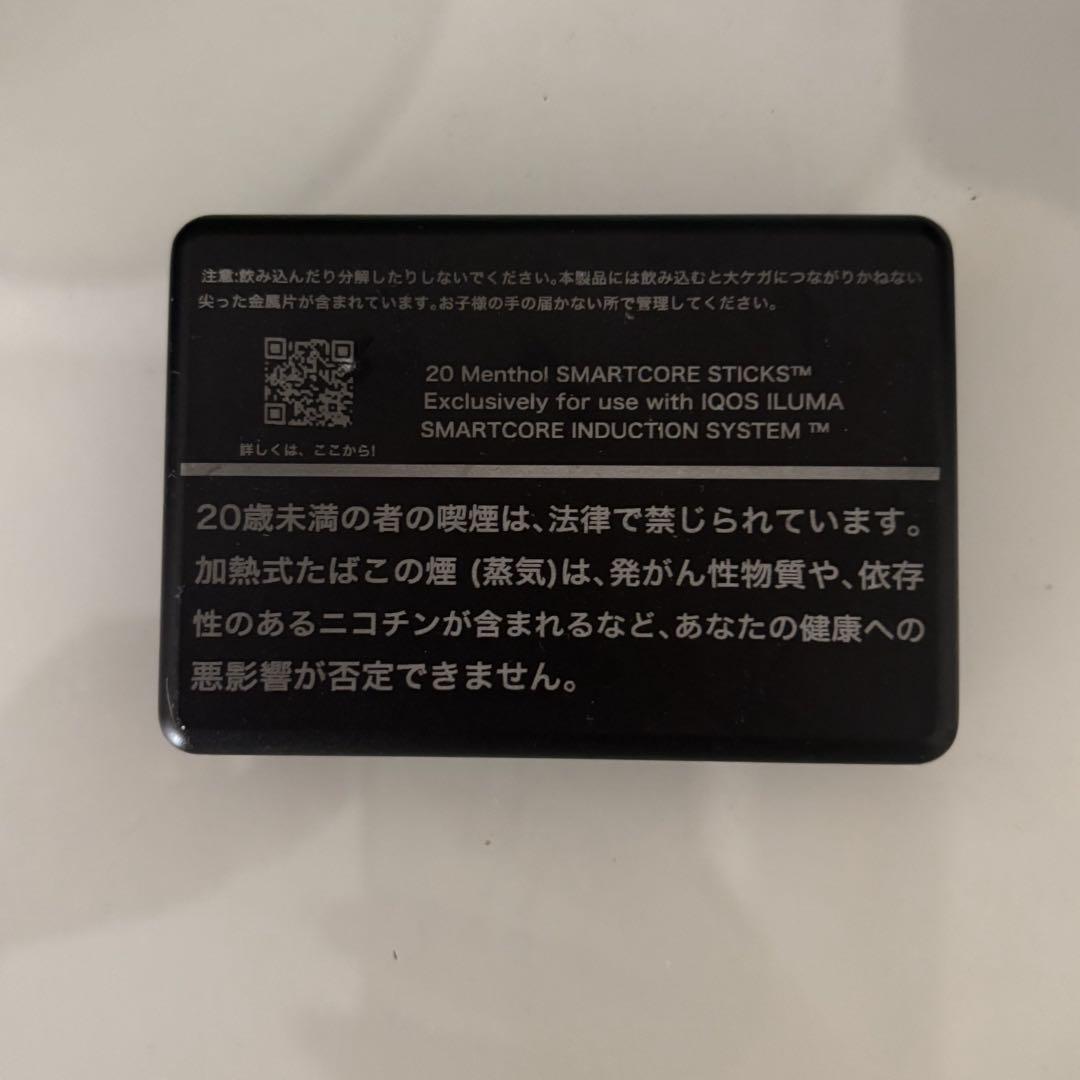 注意:飲み込んだり分解したりしないでください。本製品には飲み込むと大ケガにつながりかねない
尖った金属片が含まれています。お子様の手の届かない所で管理してください。
20 Menthol SMARTCORE STICKS™
Exclusively for use with IQOS ILUMA
SMARTCORE INDUCTION SYSTEM ™
詳しくは、ここから!
20歳未満の者の喫煙は、法律で禁じられています。
加熱式たばこの煙 (蒸気)は、発がん性物質や、依存
性のあるニコチンが含まれるなど、あなたの健康への
悪影響が否定できません。